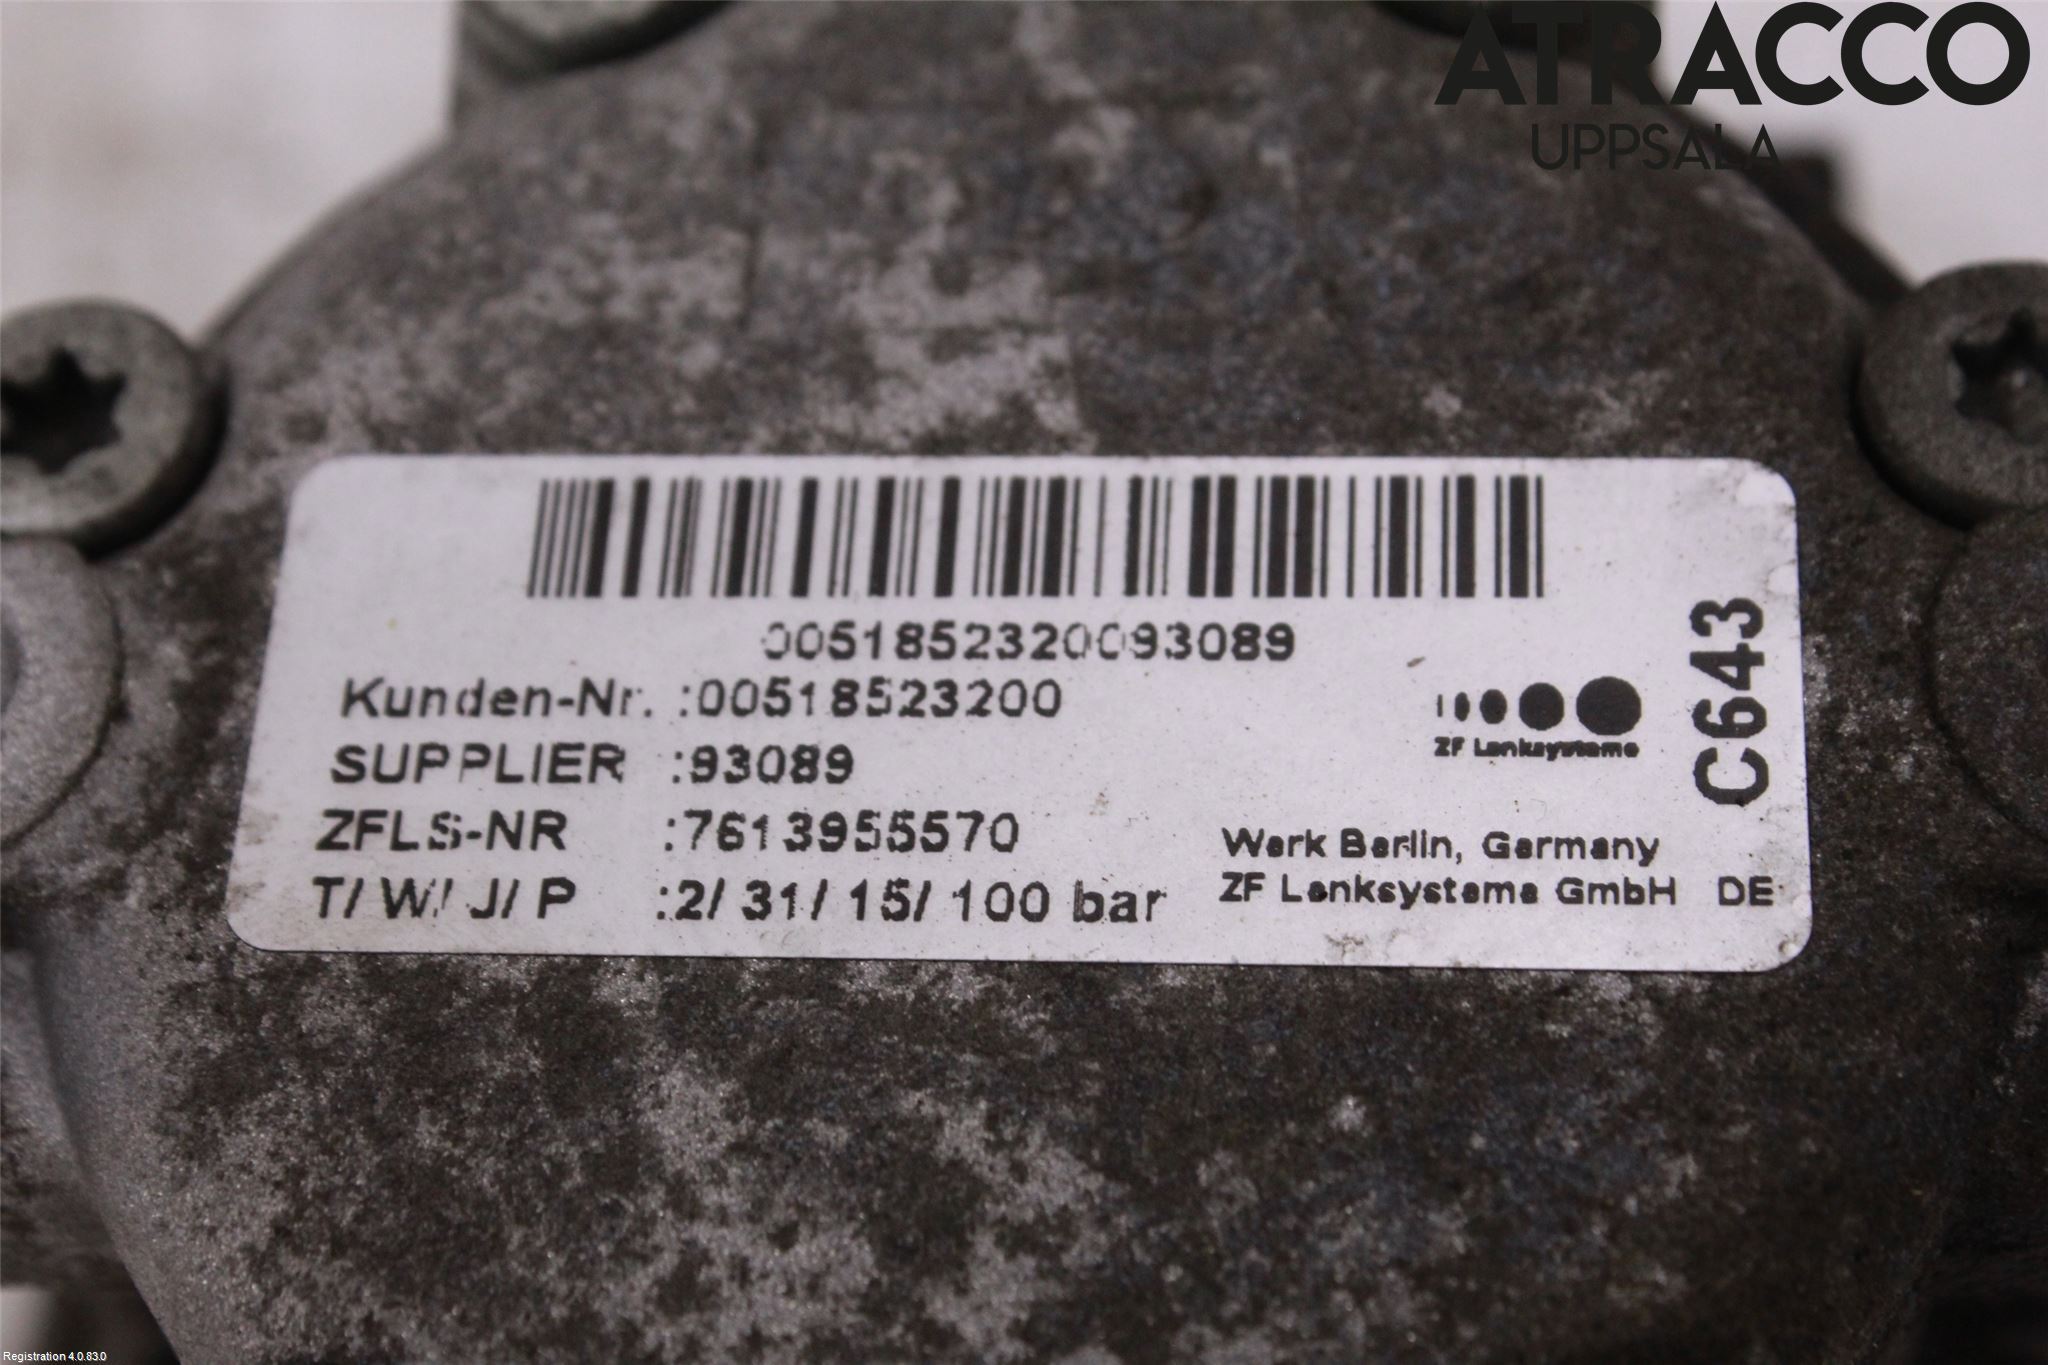 ATRACCO
UPPSALA
0051852320093089
Kunden-Nr. :00518523200
SUPPLIER :93089
ZFLS-NR :7613955570
T/ W/ J/ P :2/ 31/ 15/ 100 bar
ZF Lenksysteme
Werk Berlin, Germany
ZF Lenksysteme GmbH DE
C643
Registration 4.0.83.0